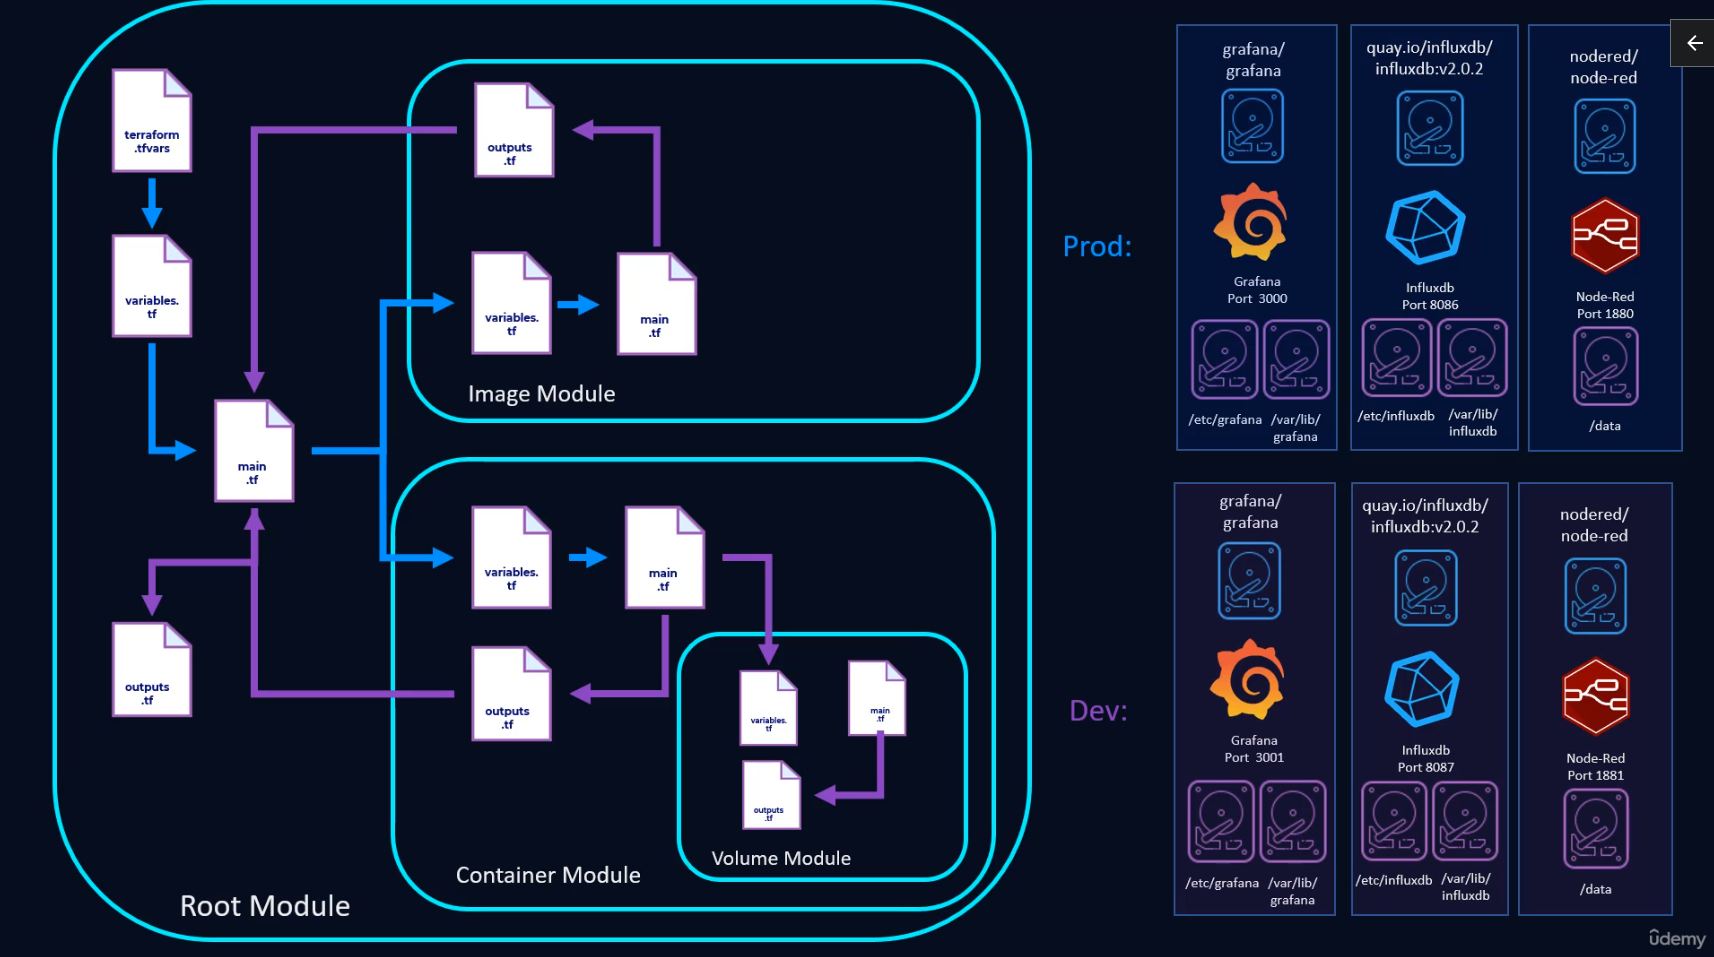 terraform
.tfvars
variables.
tf
main
.tf
outputs
.tf
Root Module
outputs
.tf
variables.
tf
main
.tf
Image Module
variables.
tf
main
.tf
outputs
.tf
Container Module
variables.
tf
main
.tf
outputs
.tf
Volume Module
Prod:
grafana/
grafana
Grafana
Port 3000
/etc/grafana
/var/lib/
grafana
quay.io/influxdb/
influxdb:v2.0.2
Influxdb
Port 8086
/etc/influxdb
/var/lib/
influxdb
nodered/
node-red
Node-Red
Port 1880
/data
Dev:
grafana/
grafana
Grafana
Port 3001
/etc/grafana
/var/lib/
grafana
quay.io/influxdb/
influxdb:v2.0.2
Influxdb
Port 8087
/etc/influxdb
/var/lib/
influxdb
nodered/
node-red
Node-Red
Port 1881
/data
ûdemy